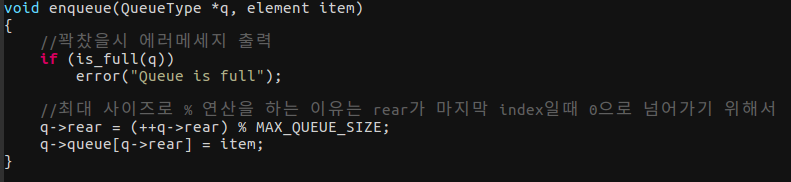 void enqueue(QueueType *q, element item)
{
    //꽉찼을시 에러메세지 출력
    if (is_full(q))
        error("Queue is full");

    //최대 사이즈로 % 연산을 하는 이유는 rear가 마지막 index일때 0으로 넘어가기 위해서
    q->rear = (++q->rear) % MAX_QUEUE_SIZE;
    q->queue[q->rear] = item;
}